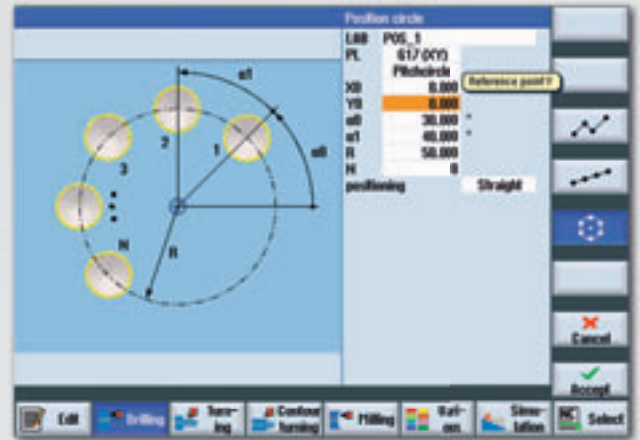 Position circle
LAB POS_1
PL G17 (XY)
Pitchcircle
X0 0.000
Reference point Y
Y0 0.000
α0 30.000 °
α1 40.000 °
R 50.000
N
positioning Straight
α1
α0
2
1
3
N
R
Cancel
Accept
Edit
Drilling
Turn-
ing
Contour
turning
Milling
Vari-
ous
Simu-
lation
NC
Select